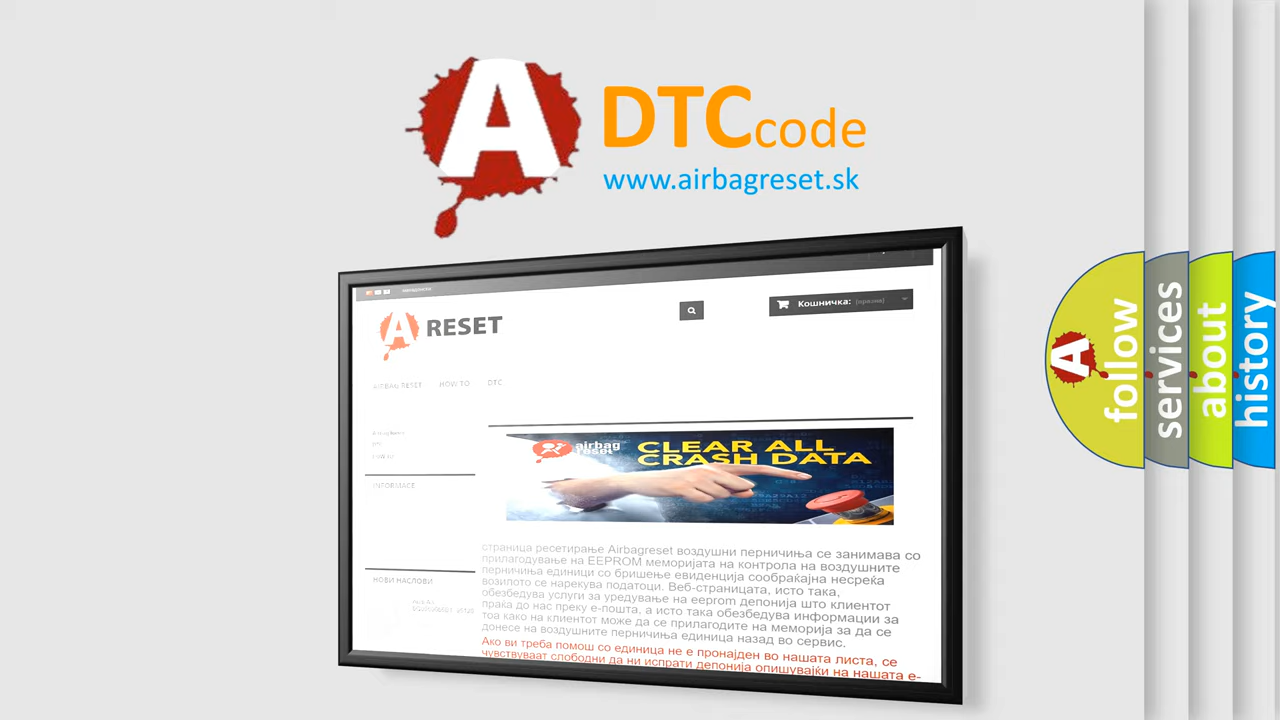 A
DTC code
www.airbagreset.sk
A RESET
Кошничка: (празна)
AIRBAG RESET HOW TO DTC
INFORMACE
airbag
reset
CLEAR ALL
CRASH DATA
НОВИ НАСЛОВИ
страница ресетирање Airbagreset воздушни перничиња се занимава со
прилагодување на EEPROM меморијата на контрола на воздушните
перничиња единици со бришење евиденција сообраќајна несреќа
возилото се нарекува податоци. Веб-страницата, исто така,
обезбедува услуги за уредување на eeprom депонија што клиентот
праќа до нас преку е-пошта, а исто така обезбедува информации за
тоа како на клиентот може да се прилагодите на меморија за да се
донесе на воздушните перничиња единица назад во сервис.
Ако ви треба помош со единица не е пронајден во нашата листа, се
чувствуваат слободни да ни испрати депонија опишувајќи на нашата е-
A
follow
services
about
history